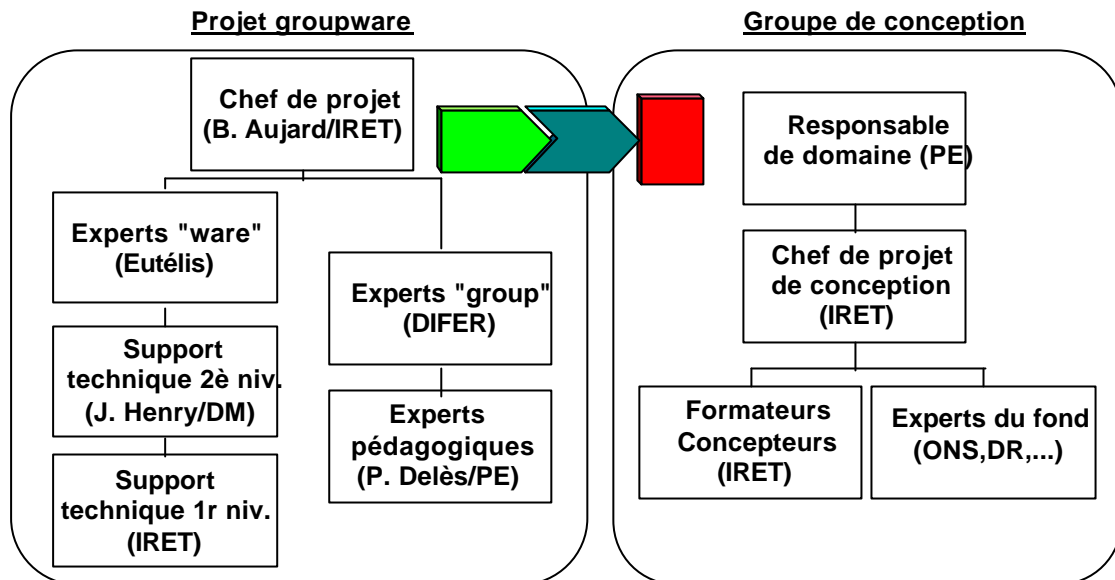 Projet groupware
Groupe de conception
Chef de projet
(B. Aujard/IRET)
Experts "ware"
(Eutélis)
Experts "group"
(DIFER)
Support
technique 2è niv.
(J. Henry/DM)
Experts
pédagogiques
(P. Delès/PE)
Support
technique 1r niv.
(IRET)
Responsable
de domaine (PE)
Chef de projet
de conception
(IRET)
Formateurs
Concepteurs
(IRET)
Experts du fond
(ONS,DR,...)